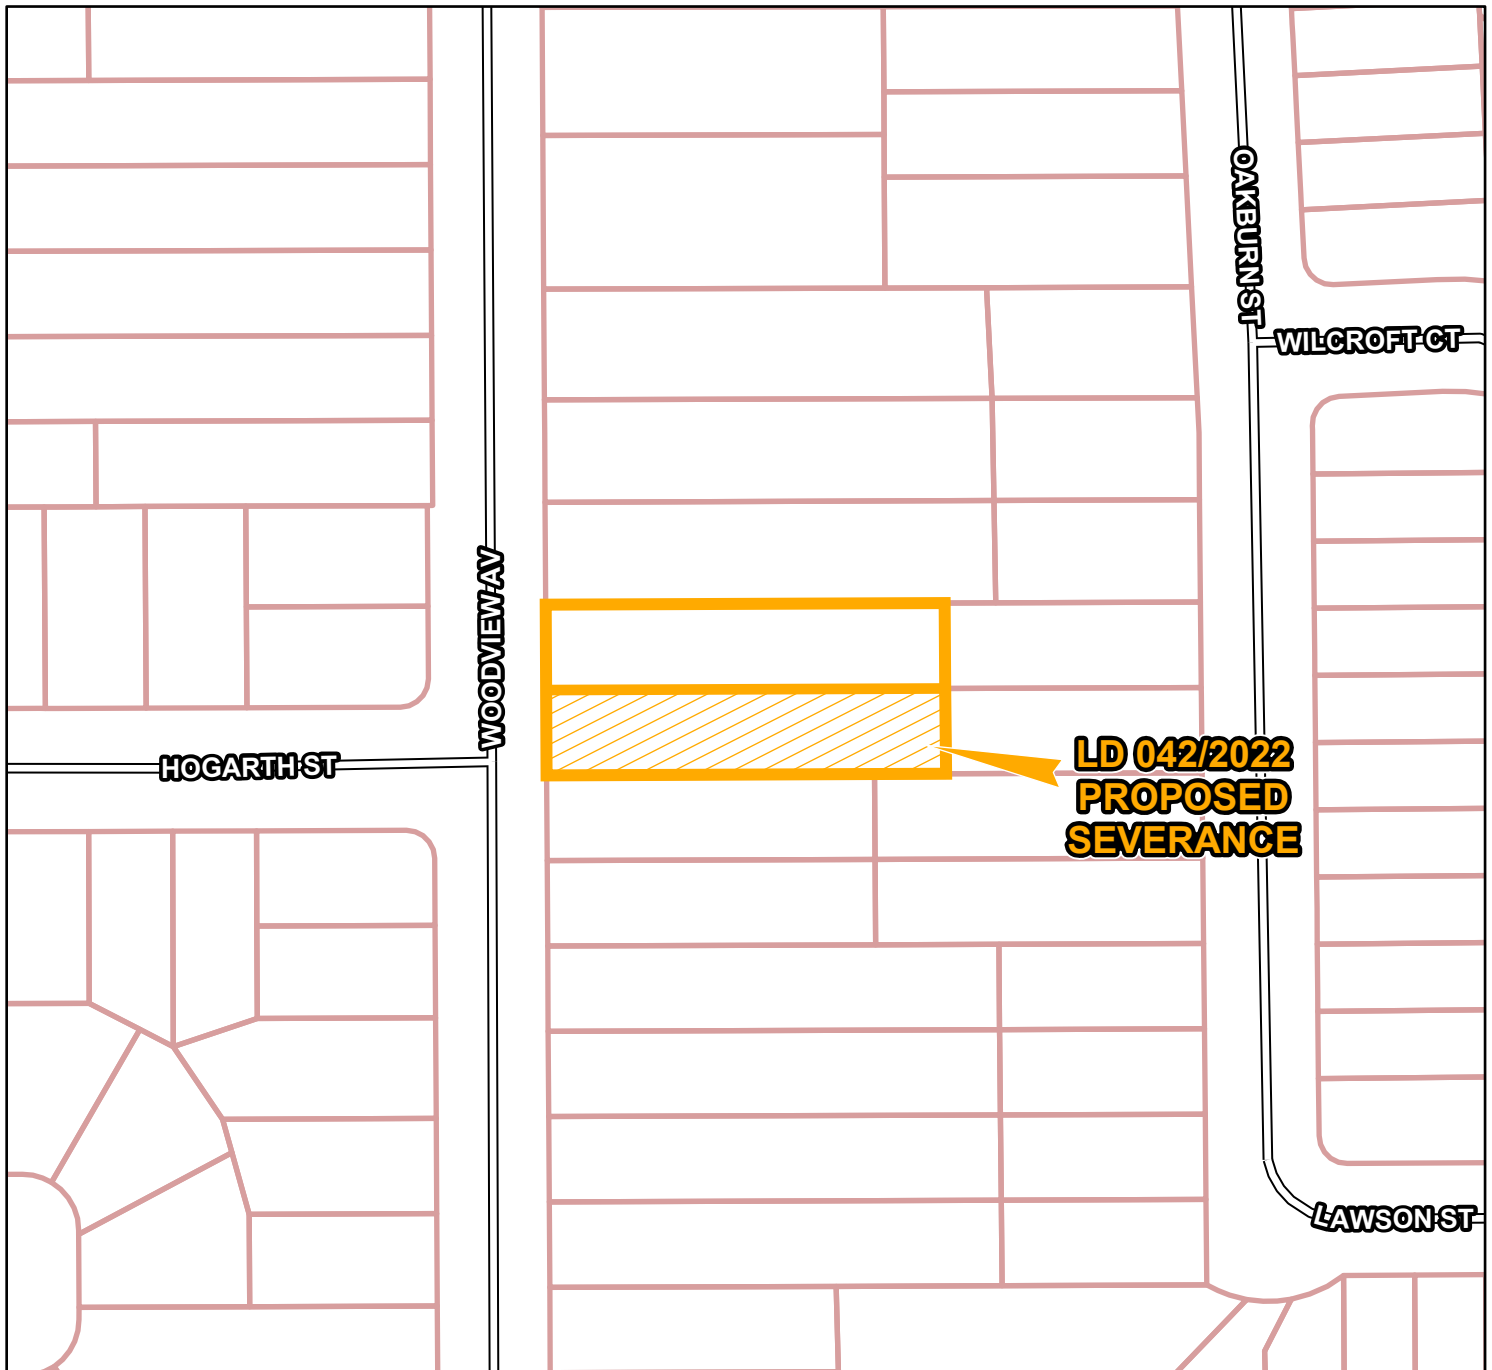 OAKBURN ST
WILCROFT CT
WOODVIEW AV
HOGARTH ST
LD 042/2022
PROPOSED
SEVERANCE
LAWSON ST